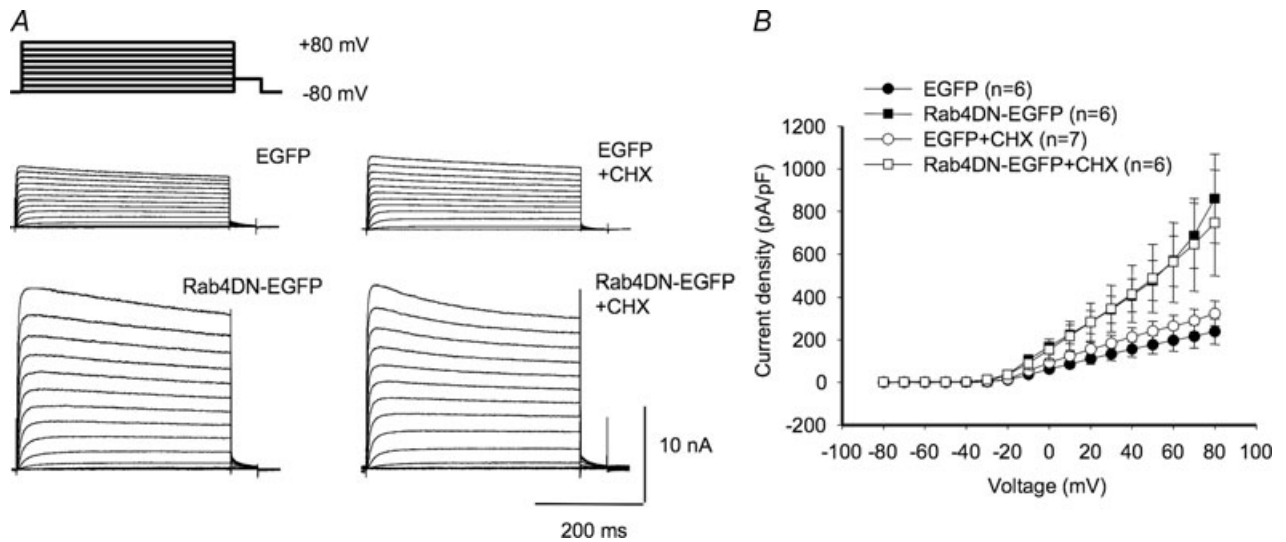 A
+80 mV
-80 mV
EGFP
EGFP
+CHX
Rab4DN-EGFP
Rab4DN-EGFP
+CHX
10 nA
200 ms
B
EGFP (n=6)
Rab4DN-EGFP (n=6)
EGFP+CHX (n=7)
Rab4DN-EGFP+CHX (n=6)
Current density (pA/pF)
1200
1000
800
600
400
200
0
-200
-100 -80 -60 -40 -20 0 20 40 60 80 100
Voltage (mV)